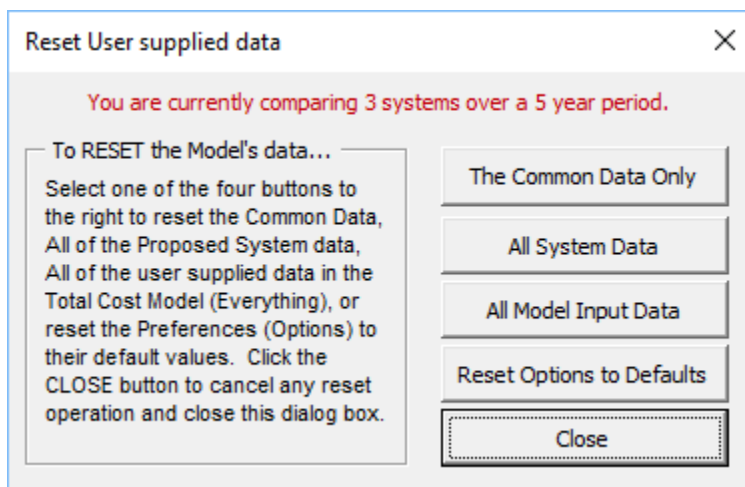 Reset User supplied data
You are currently comparing 3 systems over a 5 year period.
To RESET the Model's data...
Select one of the four buttons to
the right to reset the Common Data,
All of the Proposed System data,
All of the user supplied data in the
Total Cost Model (Everything), or
reset the Preferences (Options) to
their default values.  Click the
CLOSE button to cancel any reset
operation and close this dialog box.
The Common Data Only
All System Data
All Model Input Data
Reset Options to Defaults
Close